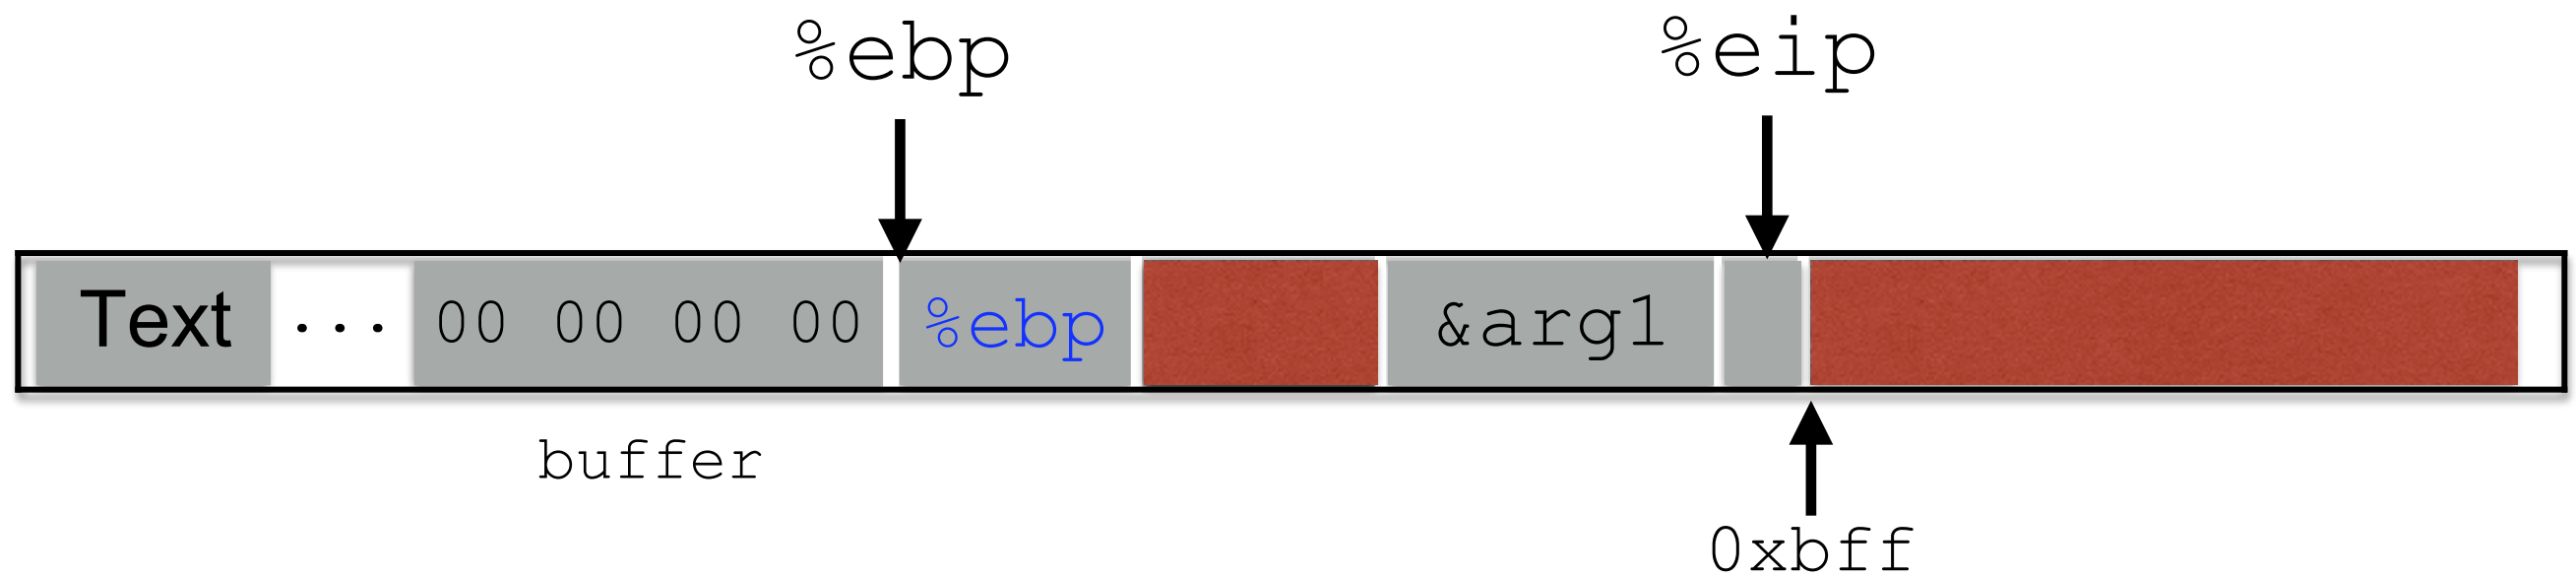 %ebp %eip
Text ... 00 00 00 00 %ebp &arg1
buffer
0xbff